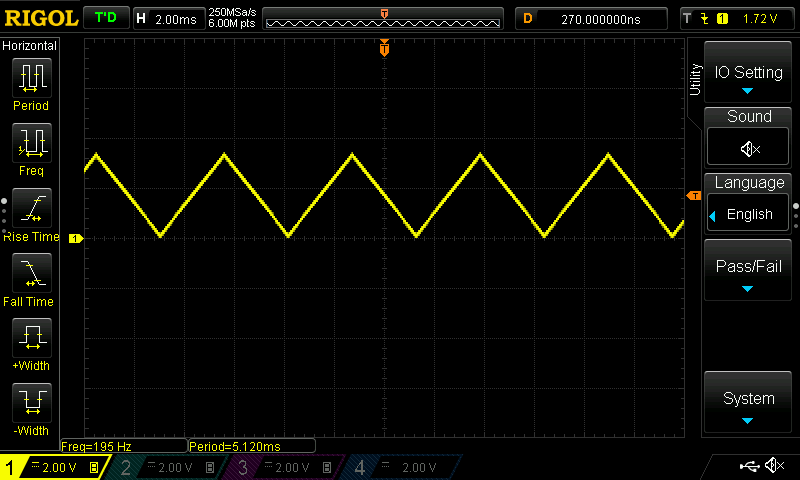 RIGOL T'D H 2.00ms 250MSa/s 6.00M pts T D 270.000000ns T 1 1.72 V
Horizontal
Period
Freq
Rise Time
Fall Time
+Width
-Width
T
1
T
Freq=195 Hz Period=5.120ms
Utility
IO Setting
Sound
Language
English
Pass/Fail
System
1 2.00 V B 2 2.00 V B 3 2.00 V B 4 2.00 V